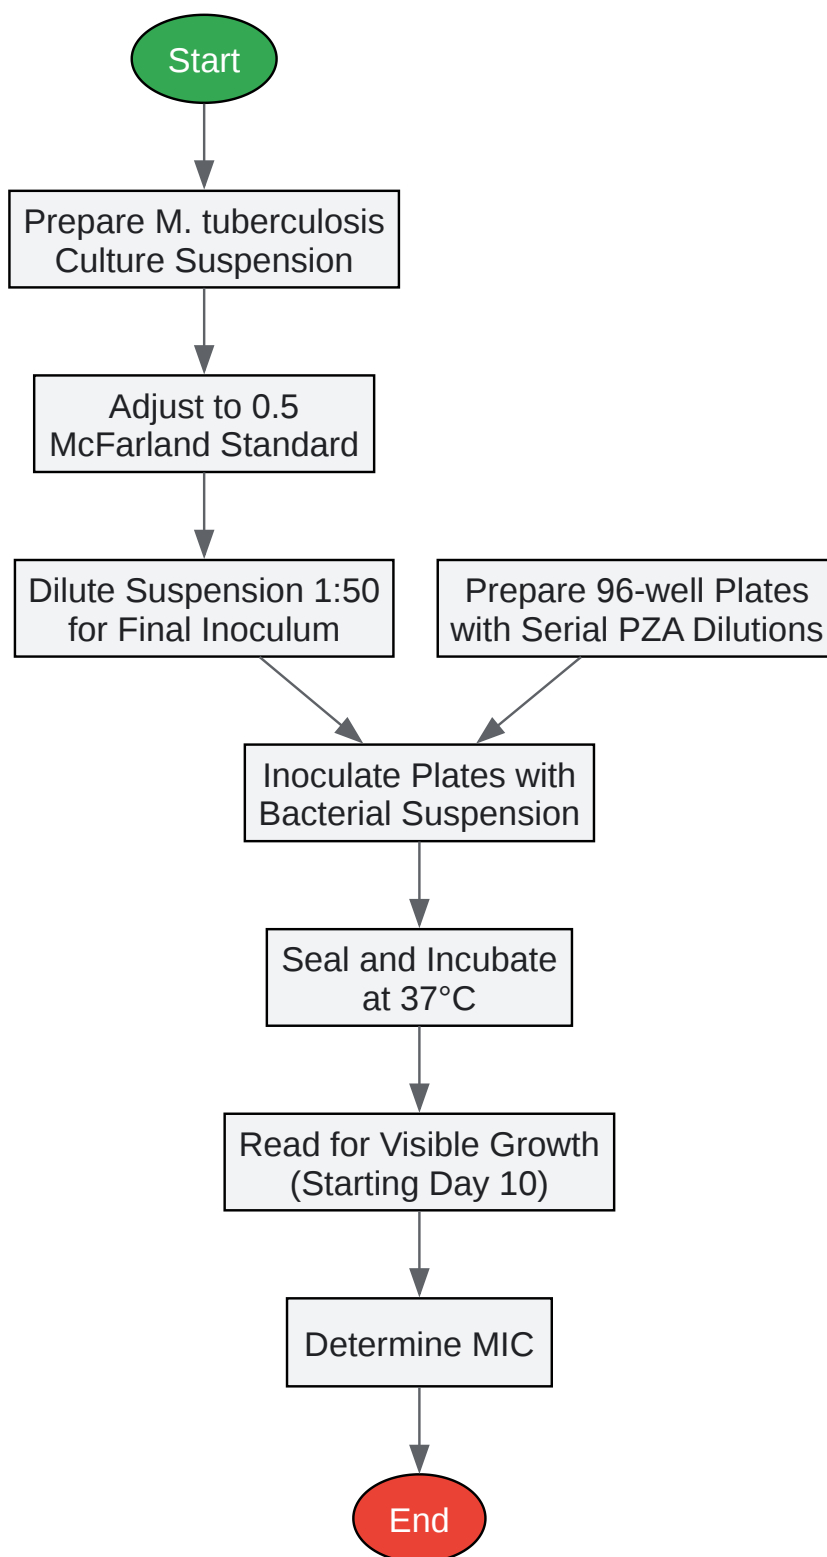 Start
Prepare M. tuberculosis
Culture Suspension
Adjust to 0.5
McFarland Standard
Dilute Suspension 1:50
for Final Inoculum
Prepare 96-well Plates
with Serial PZA Dilutions
Inoculate Plates with
Bacterial Suspension
Seal and Incubate
at 37°C
Read for Visible Growth
(Starting Day 10)
Determine MIC
End